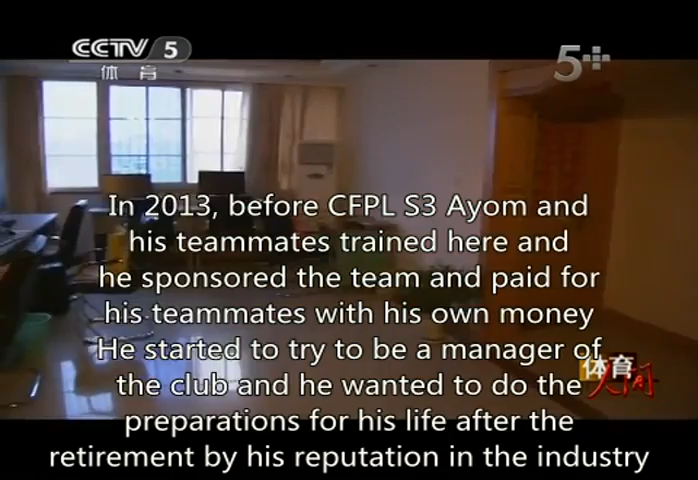 CCTV 5
5+
体育
In 2013, before CFPL S3 Ayom and
his teammates trained here and
he sponsored the team and paid for
his teammates with his own money
He started to try to be a manager of
the club and he wanted to do the
体育
人间
preparations for his life after the
retirement by his reputation in the industry